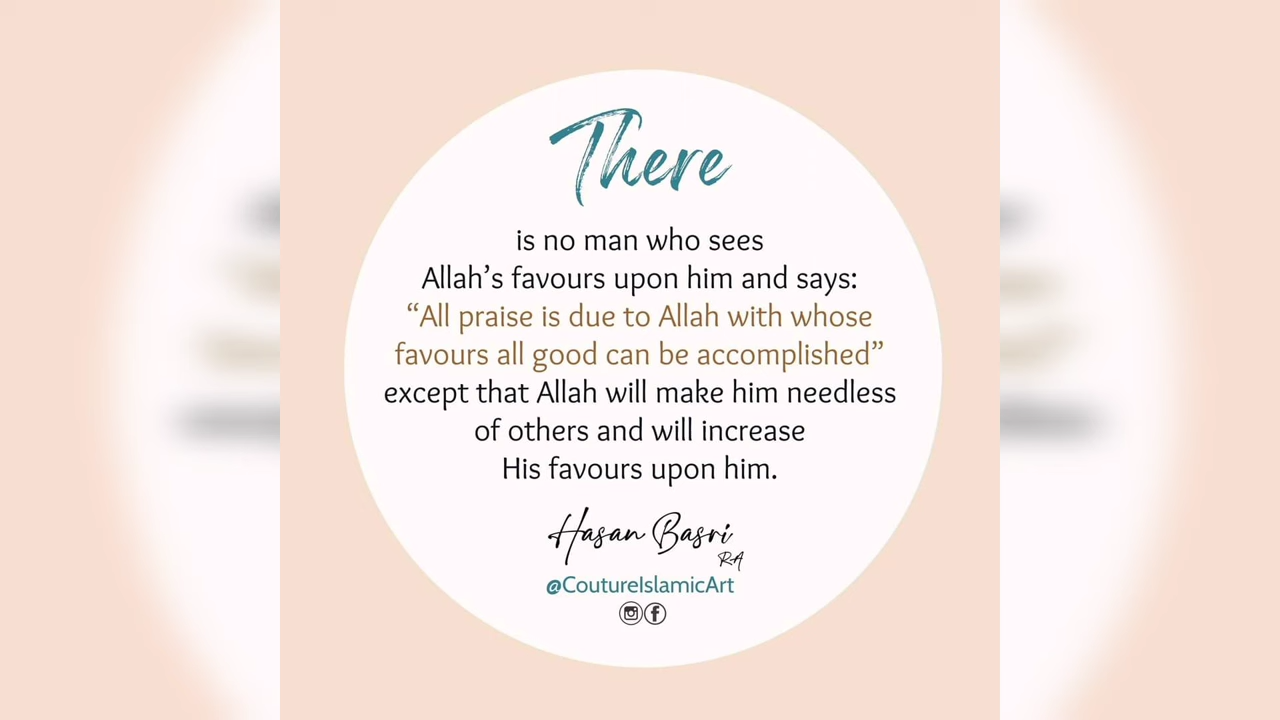 There
is no man who sees
Allah’s favours upon him and says:
“All praise is due to Allah with whose
favours all good can be accomplished”
except that Allah will make him needless
of others and will increase
His favours upon him.
Hasan Basri
RA
@CoutureIslamicArt